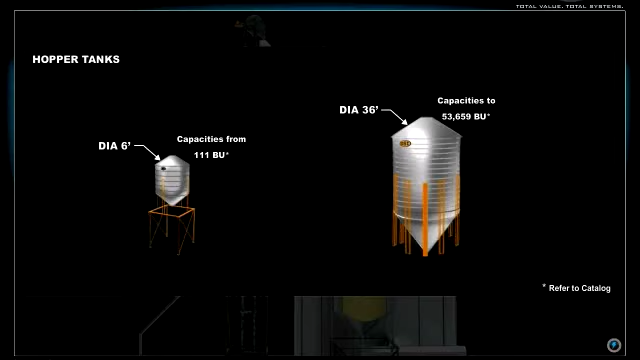 TOTAL VALUE. TOTAL SYSTEMS.
HOPPER TANKS
DIA 6'
Capacities from
111 BU*
DIA 36'
Capacities to
53,659 BU*
* Refer to Catalog